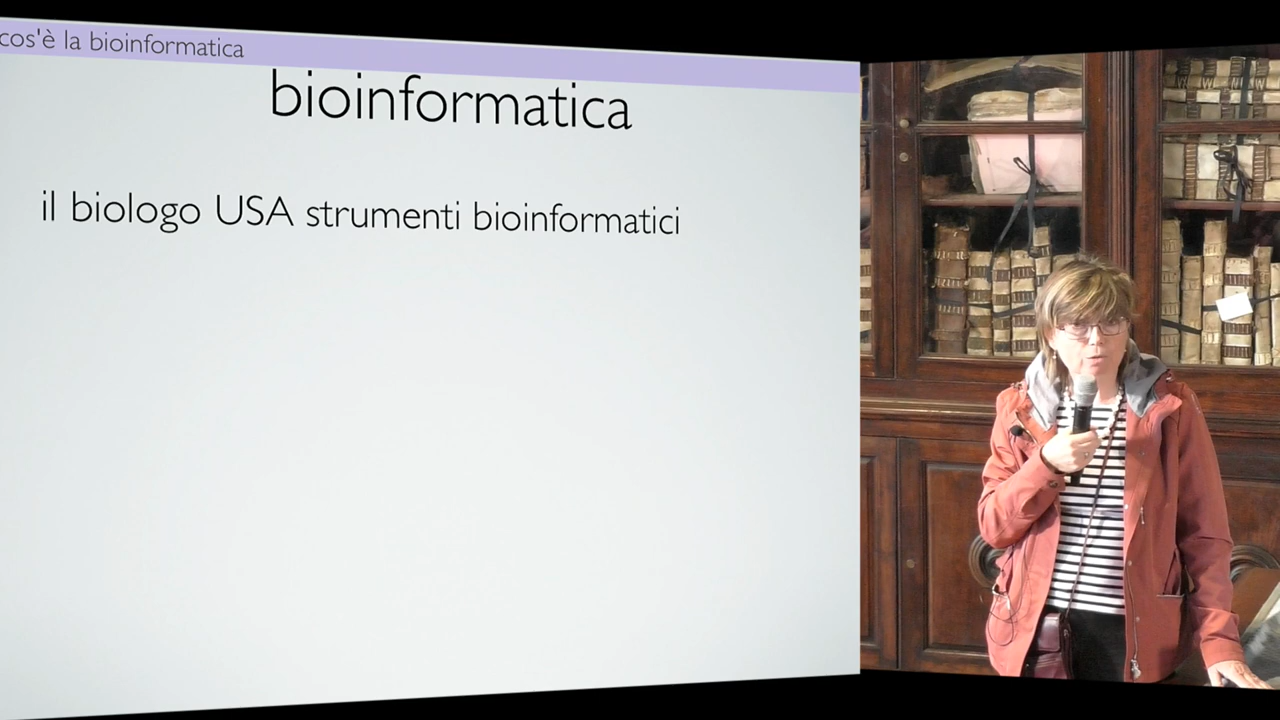 cos'è la bioinformatica
bioinformatica
il biologo USA strumenti bioinformatici